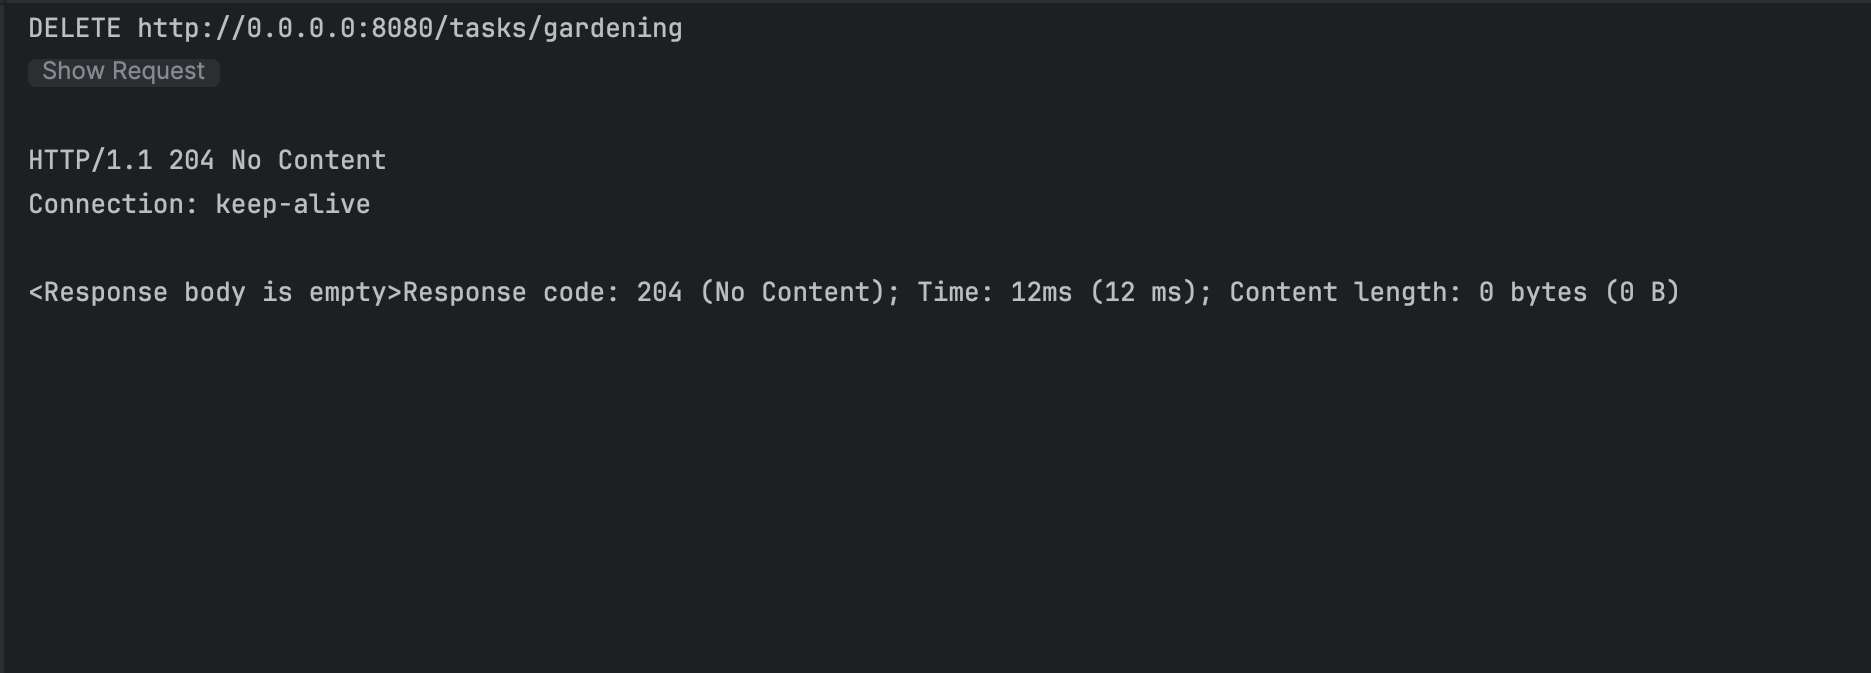 DELETE http://0.0.0.0:8080/tasks/gardening
Show Request
HTTP/1.1 204 No Content
Connection: keep-alive
<Response body is empty>Response code: 204 (No Content); Time: 12ms (12 ms); Content length: 0 bytes (0 B)